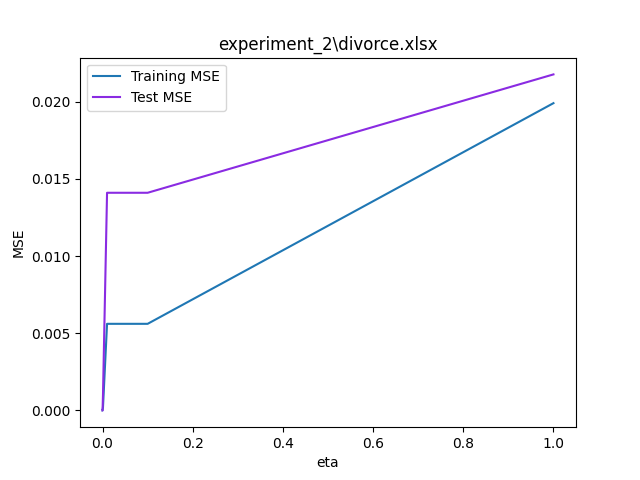 experiment_2\divorce.xlsx
Training MSE
Test MSE
MSE
0.020
0.015
0.010
0.005
0.000
0.0 0.2 0.4 0.6 0.8 1.0
eta